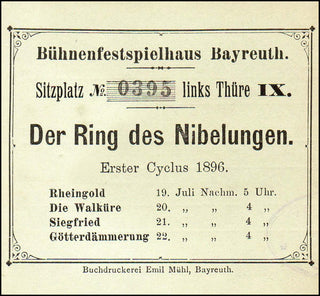 Bühnenfestspielhaus Bayreuth.
Sitzplatz № 0395 links Thüre IX.
Der Ring des Nibelungen.
Erster Cyclus 1896.
Rheingold 19. Juli Nachm. 5 Uhr.
Die Walküre 20. „ „ 4 „
Siegfried 21. „ „ 4 „
Götterdämmerung 22. „ „ 4 „
Buchdruckerei Emil Mühl, Bayreuth.